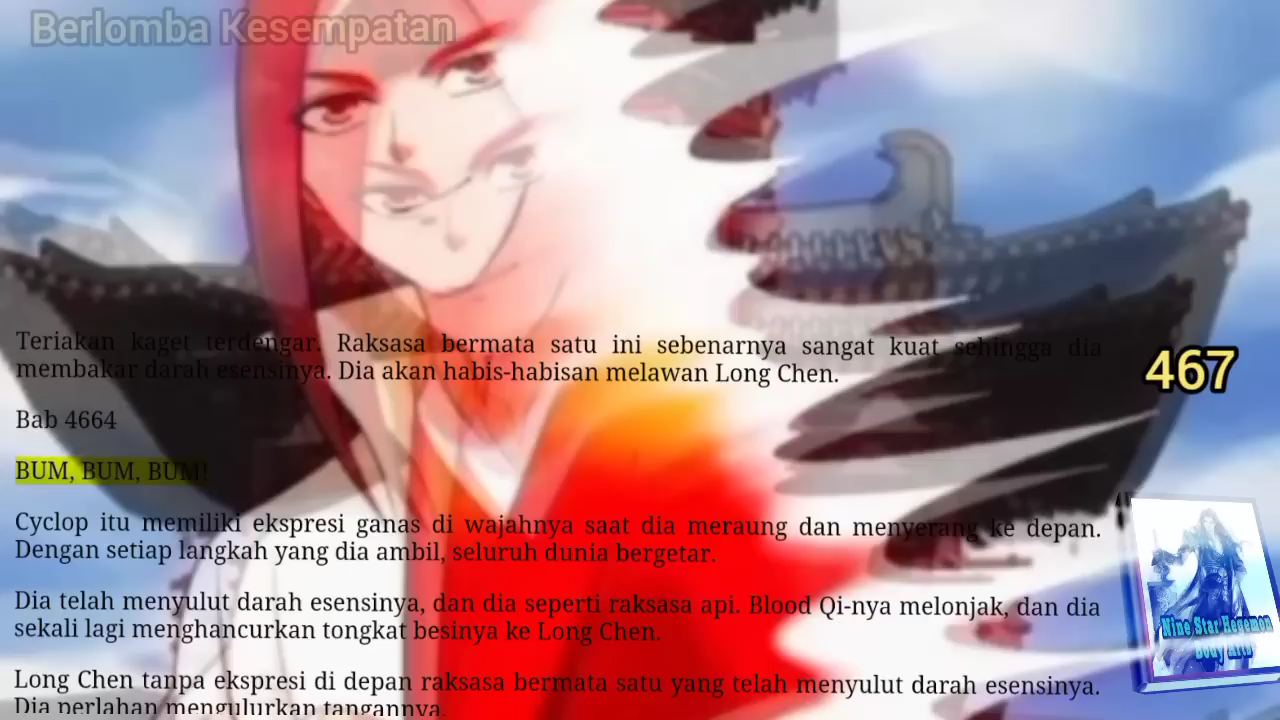 Berlomba Kesempatan
Teriakan kaget terdengar. Raksasa bermata satu ini sebenarnya sangat kuat sehingga dia
membakar darah esensinya. Dia akan habis-habisan melawan Long Chen.
467
Bab 4664
BUM, BUM, BUM!
Cyclop itu memiliki ekspresi ganas di wajahnya saat dia meraung dan menyerang ke depan.
Dengan setiap langkah yang dia ambil, seluruh dunia bergetar.
Dia telah menyulut darah esensinya, dan dia seperti raksasa api. Blood Qi-nya melonjak, dan dia
sekali lagi menghancurkan tongkat besinya ke Long Chen.
Nine Star Hegemon
Body Arts
Long Chen tanpa ekspresi di depan raksasa bermata satu yang telah menyulut darah esensinya.
Dia perlahan mengulurkan tangannya.